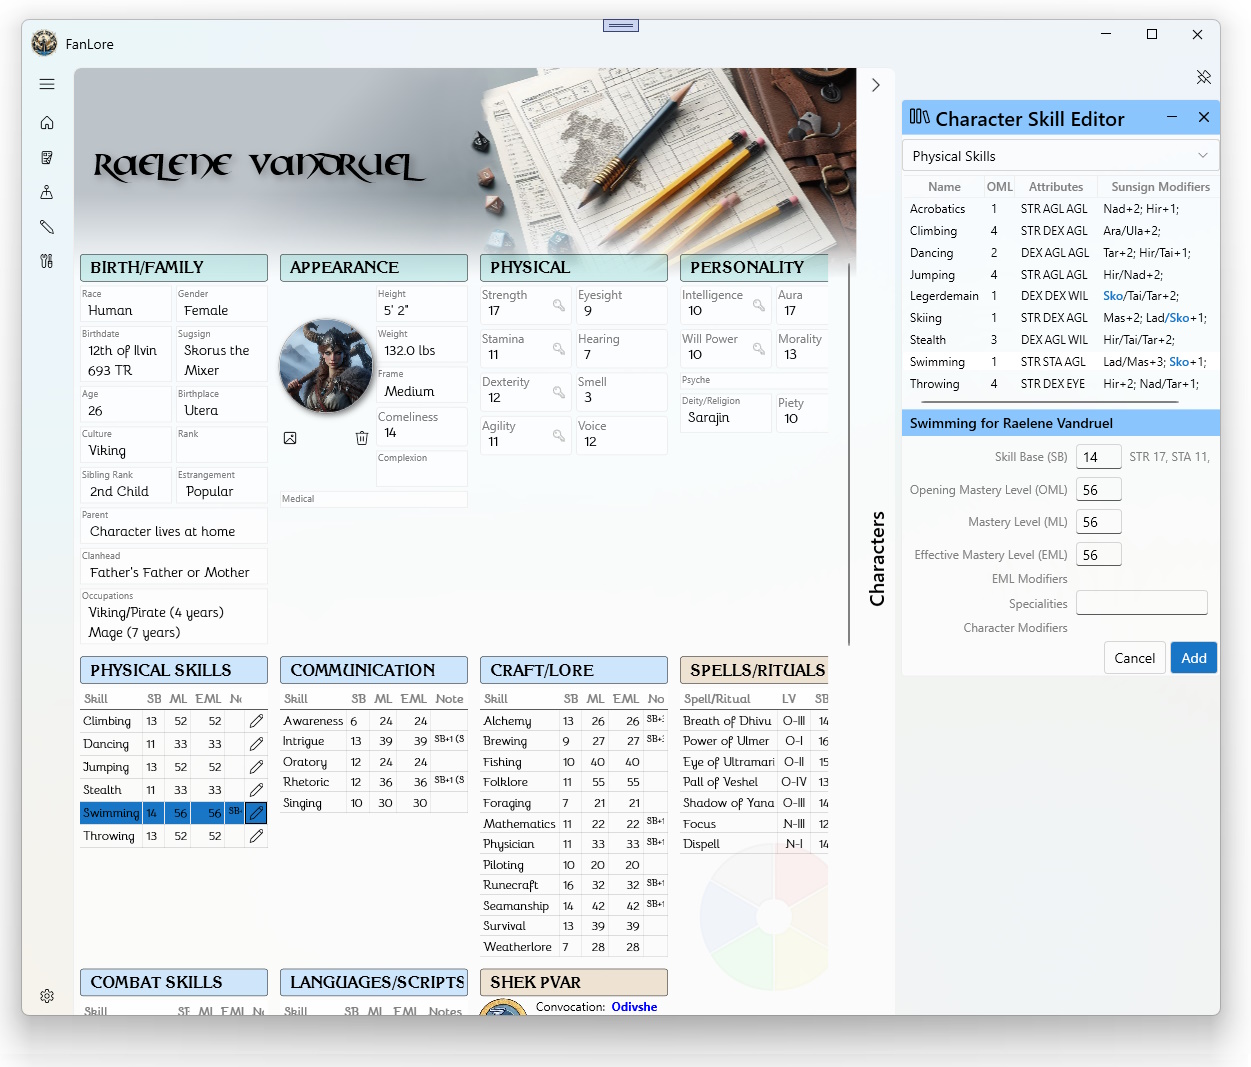 FanLore
RAELENE VANDRUEL
BIRTH/FAMILY
Race
Human
Gender
Female
Birthdate
12th of Ilvin
693 TR
Sugsign
Skorus the
Mixer
Age
26
Birthplace
Utera
Culture
Viking
Rank
Sibling Rank
2nd Child
Estrangement
Popular
Parent
Character lives at home
Clanhead
Father's Father or Mother
Occupations
Viking/Pirate (4 years)
Mage (7 years)
APPEARANCE
Height
5' 2"
Weight
132.0 lbs
Frame
Medium
Comeliness
14
Complexion
Medical
PHYSICAL
Strength
17
Eyesight
9
Stamina
11
Hearing
7
Dexterity
12
Smell
3
Agility
11
Voice
12
PERSONALITY
Intelligence
10
Aura
17
Will Power
10
Morality
13
Psyche
Deity/Religion
Sarajin
Piety
10
PHYSICAL SKILLS
Skill SB ML EML
Climbing 13 52 52
Dancing 11 33 33
Jumping 13 52 52
Stealth 11 33 33
Swimming 14 56 56 SB-
Throwing 13 52 52
COMMUNICATION
Skill SB ML EML Note
Awareness 6 24 24
Intrigue 13 39 39 SB+1 (S
Oratory 12 24 24
Rhetoric 12 36 36 SB+1 (S
Singing 10 30 30
CRAFT/LORE
Skill SB ML EML No
Alchemy 13 26 26 SB+
Brewing 9 27 27 SB+
Fishing 10 40 40
Folklore 11 55 55
Foraging 7 21 21
Mathematics 11 22 22 SB+1
Physician 11 33 33 SB+1
Piloting 10 20 20
Runecraft 16 32 32 SB+1
Seamanship 14 42 42 SB+1
Survival 13 39 39
Weatherlore 7 28 28
SPELLS/RITUALS
Spell/Ritual LV SB
Breath of Dhivu O-III 14
Power of Ulmer O-I 16
Eye of Ultramari O-II 15
Pall of Veshel O-IV 13
Shadow of Yana O-III 14
Focus N-III 12
Dispell N-I 14
COMBAT SKILLS
Skill SB ML EML
LANGUAGES/SCRIPTS
Skill SB ML EML Notes
SHEK PVAR
Convocation: Odivshe
Characters
Character Skill Editor
Physical Skills
Name OML Attributes Sunsign Modifiers
Acrobatics 1 STR AGL AGL Nad+2; Hir+1;
Climbing 4 STR DEX AGL Ara/Ula+2;
Dancing 2 DEX AGL AGL Tar+2; Hir/Tai+1;
Jumping 4 STR AGL AGL Hir/Nad+2;
Legerdemain 1 DEX DEX WIL Sko/Tai/Tar+2;
Skiing 1 STR DEX AGL Mas+2; Lad/Sko+1;
Stealth 3 DEX AGL WIL Hir/Tai/Tar+2;
Swimming 1 STR STA AGL Lad/Mas+3; Sko+1;
Throwing 4 STR DEX EYE Hir+2; Nad/Tar+1;
Swimming for Raelene Vandruel
Skill Base (SB) 14 STR 17, STA 11,
Opening Mastery Level (OML) 56
Mastery Level (ML) 56
Effective Mastery Level (EML) 56
EML Modifiers
Specialities
Character Modifiers
Cancel Add